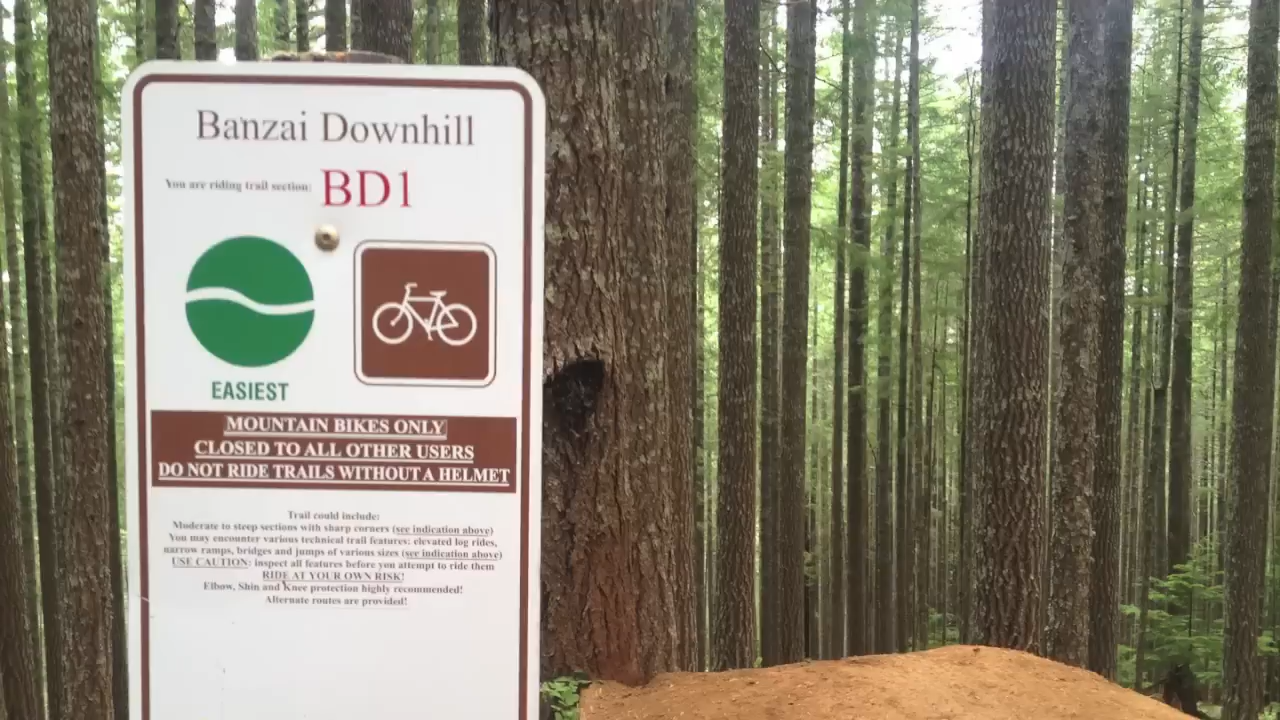 Banzai Downhill
You are riding trail section: BD1
EASIEST
MOUNTAIN BIKES ONLY
CLOSED TO ALL OTHER USERS
DO NOT RIDE TRAILS WITHOUT A HELMET
Trail could include:
Moderate to steep sections with sharp corners (see indication above)
You may encounter various technical trail features: elevated log rides,
narrow ramps, bridges and jumps of various sizes (see indication above)
USE CAUTION: inspect all features before you attempt to ride them
RIDE AT YOUR OWN RISK!
Elbow, Shin and Knee protection highly recommended!
Alternate routes are provided!